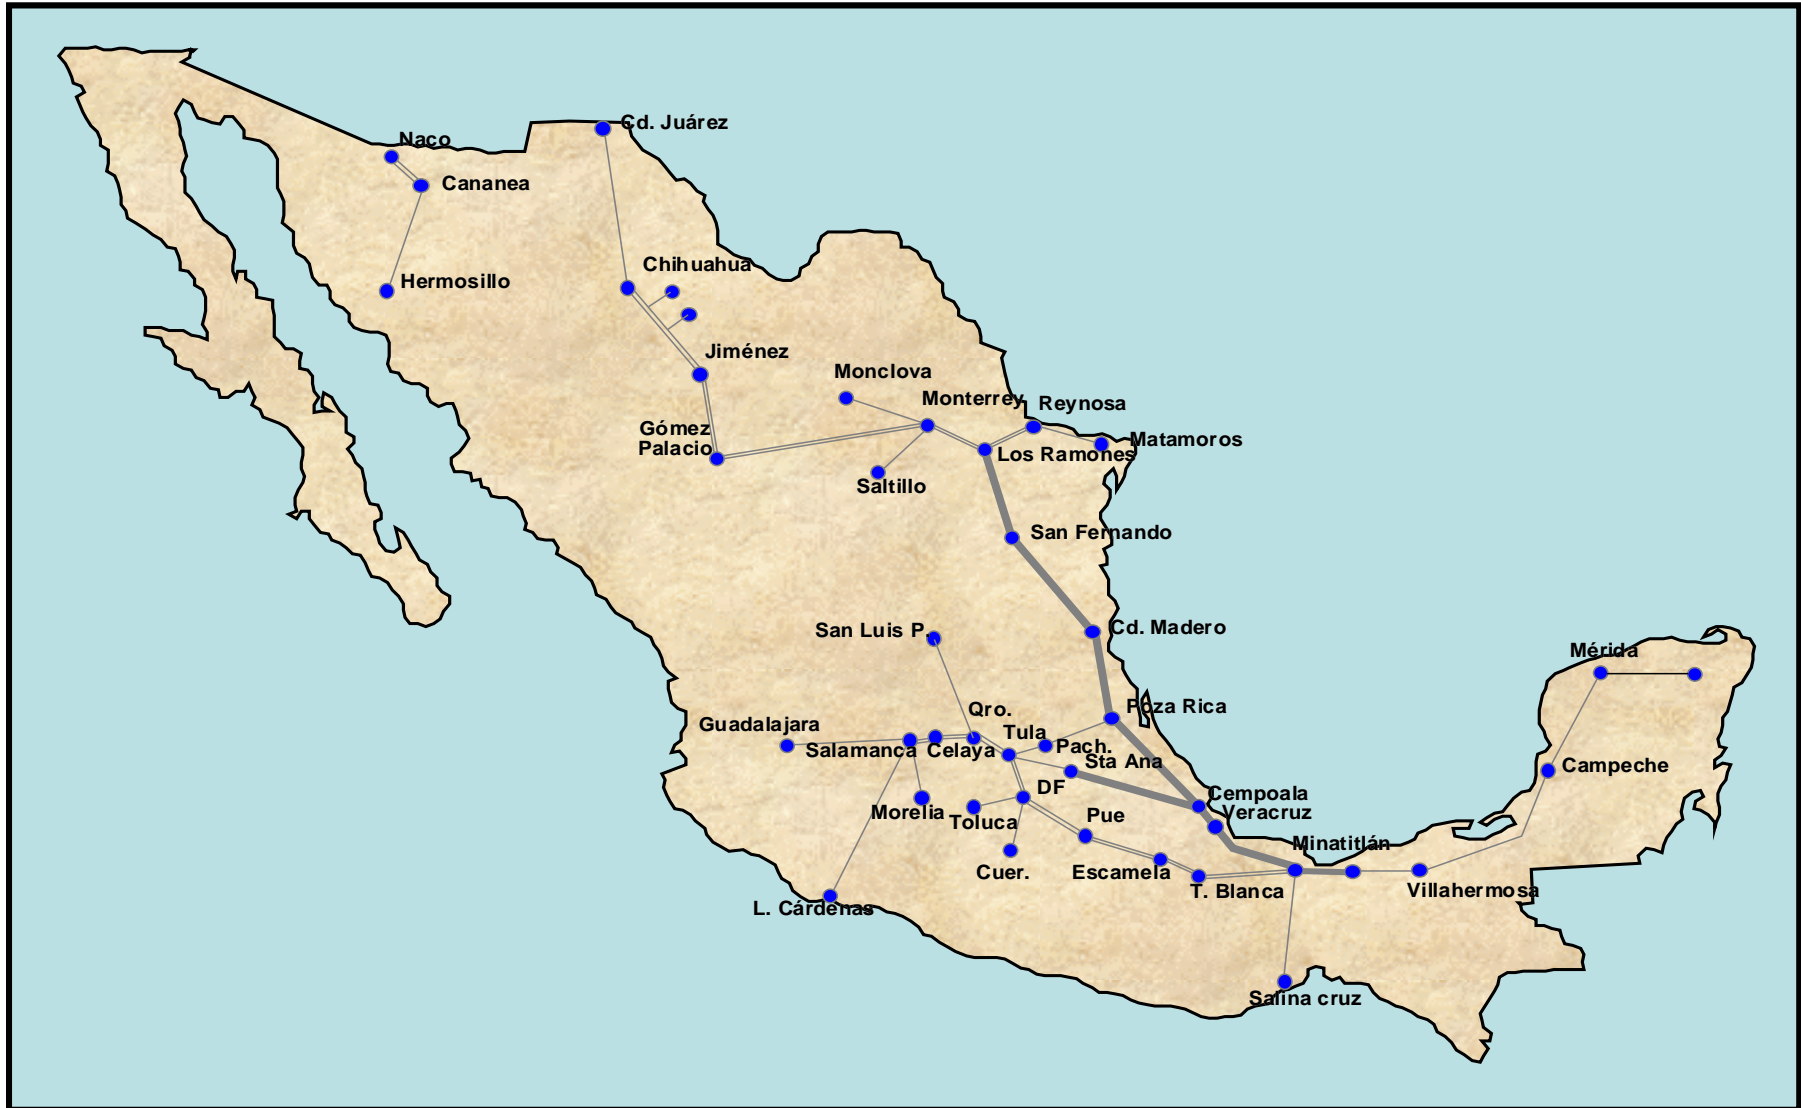 Cd. Juárez
Naco
Cananea
Chihuahua
Hermosillo
Jiménez
Monclova
Monterrey
Reynosa
Gómez
Palacio
Matamoros
Los Ramones
Saltillo
San Fernando
San Luis P.
Cd. Madero
Mérida
Qro.
Poza Rica
Guadalajara
Tula
Salamanca
Celaya
Pach.
Sta Ana
Campeche
DF
Cempoala
Morelia
Toluca
Pue
Veracruz
Minatitlán
Cuer.
Escamela
T. Blanca
Villahermosa
L. Cárdenas
Salina cruz